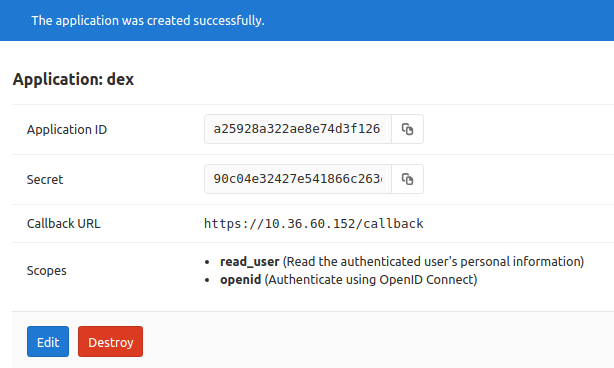 The application was created successfully.
Application: dex
Application ID a25928a322ae8e74d3f126
Secret 90c04e32427e541866c263
Callback URL https://10.36.60.152/callback
Scopes
• read_user (Read the authenticated user's personal information)
• openid (Authenticate using OpenID Connect)
Edit Destroy